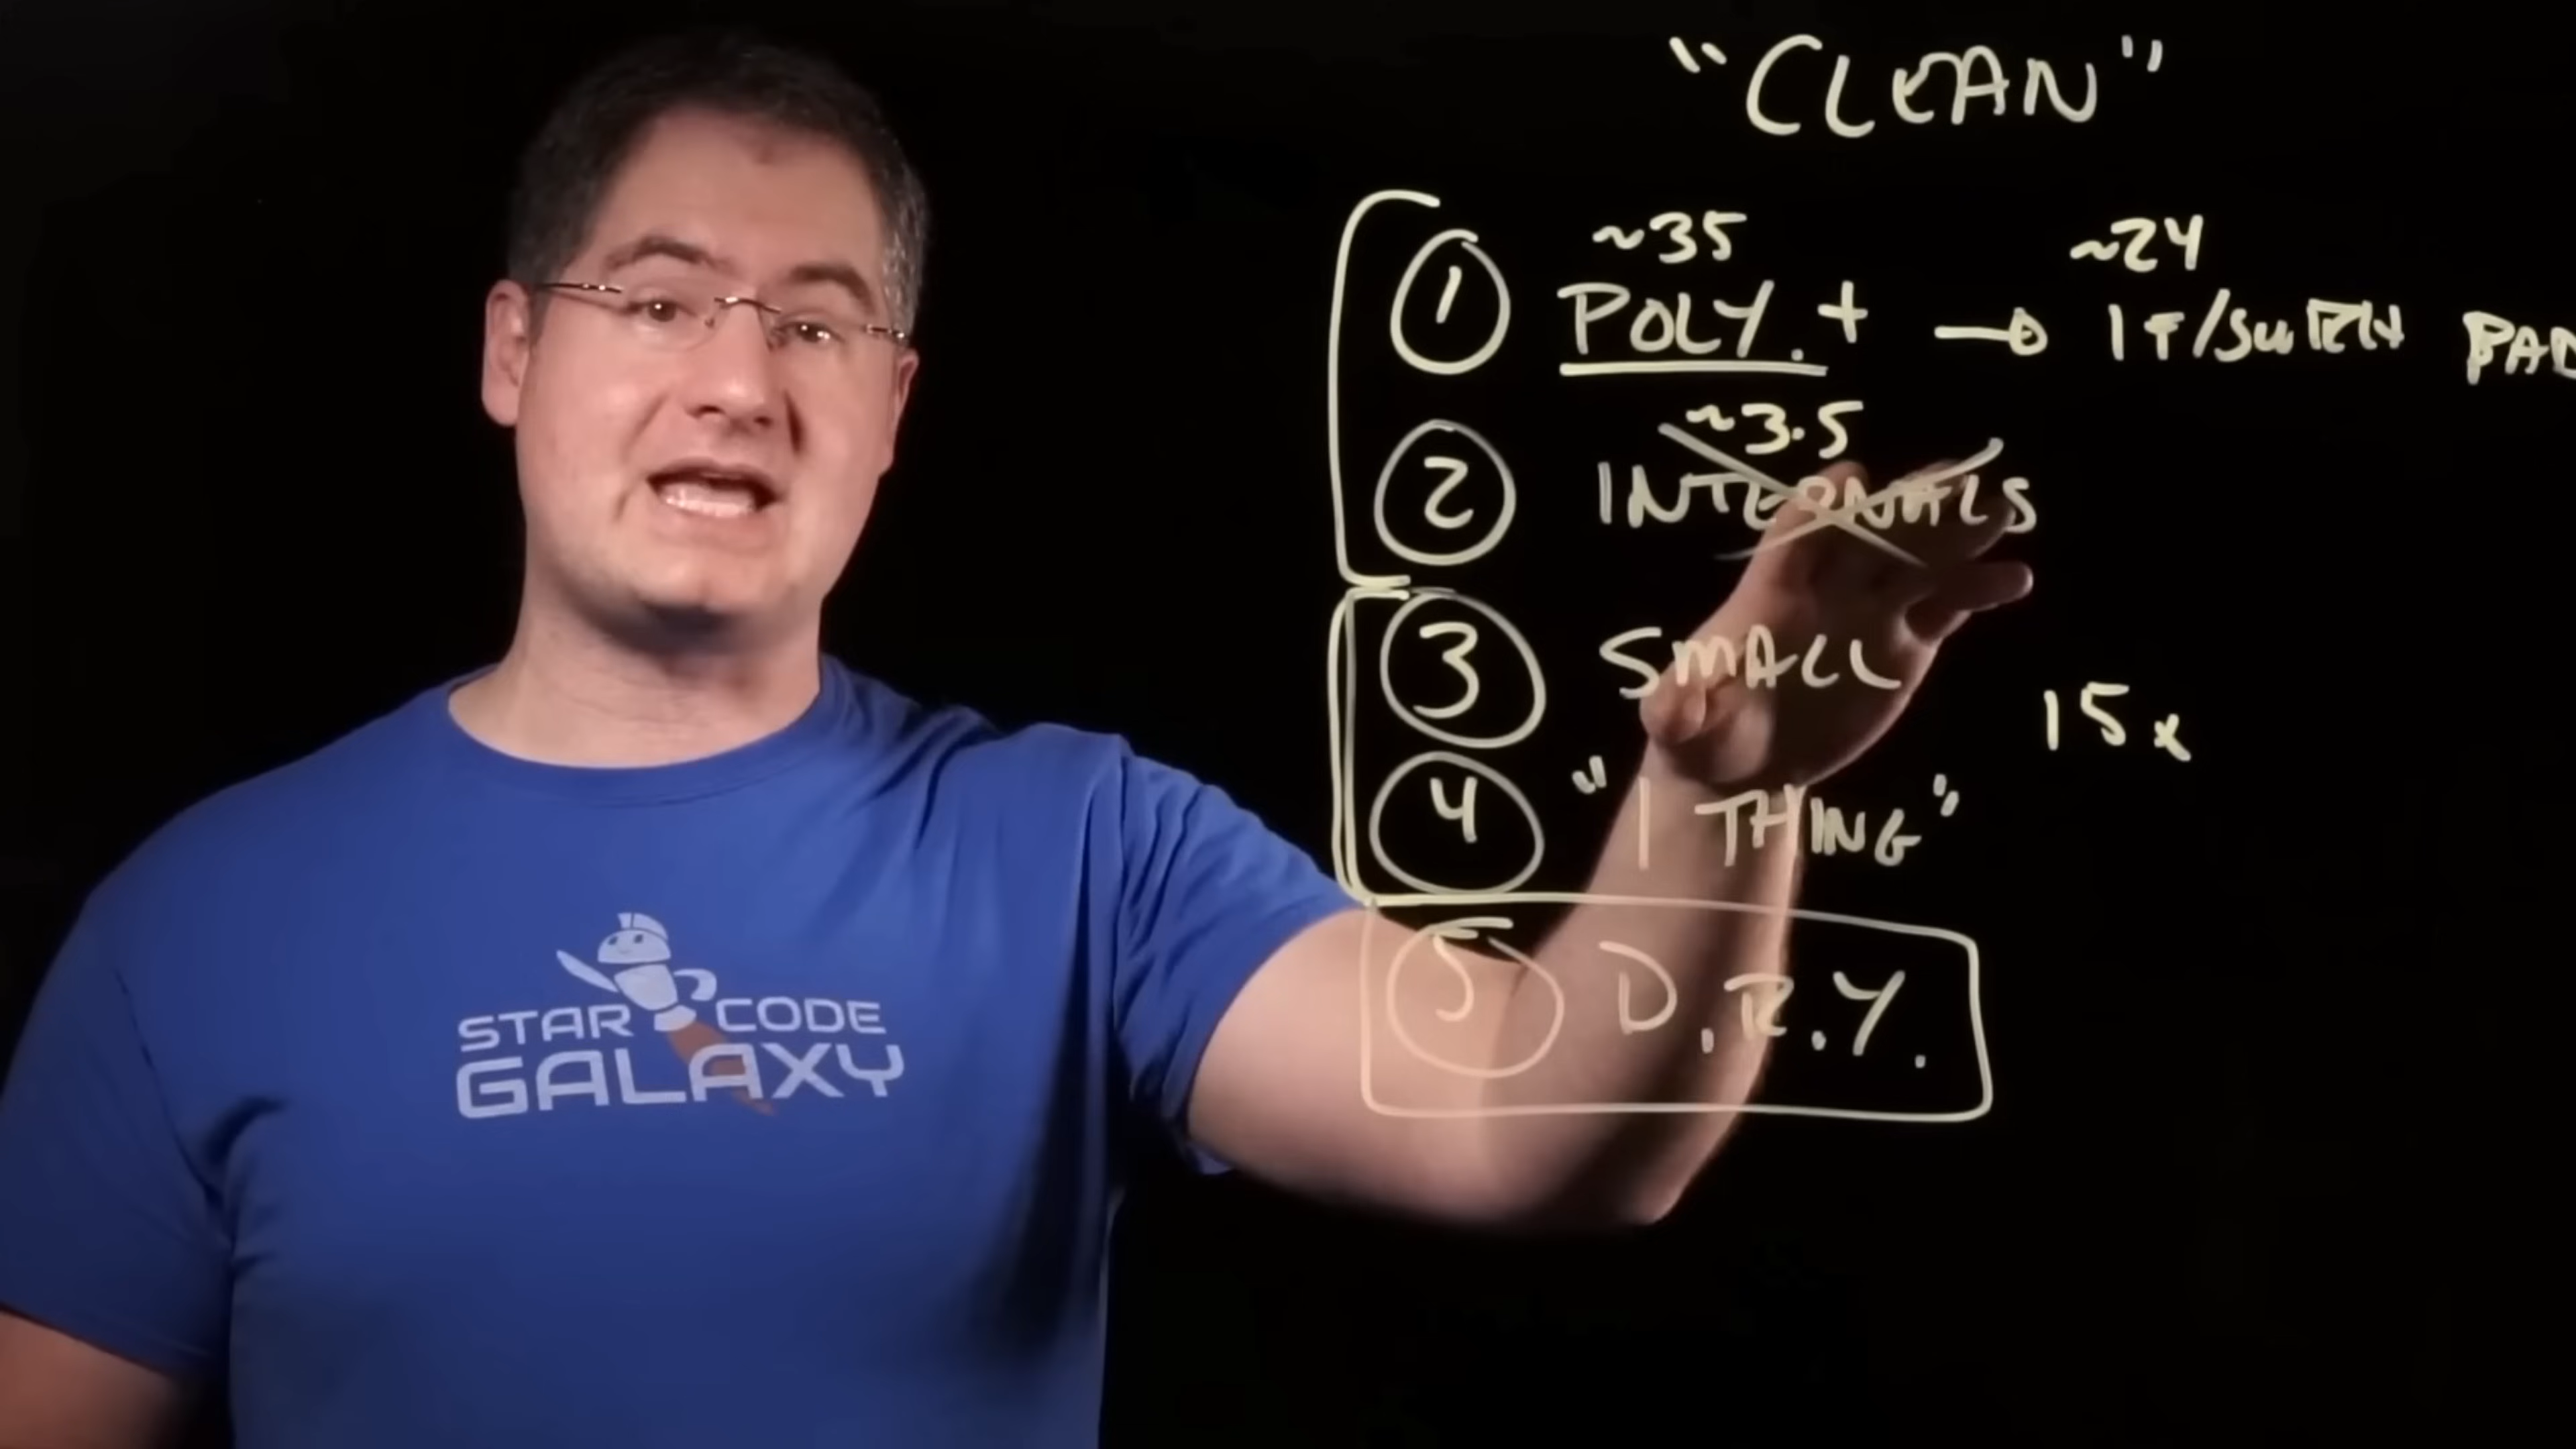 "CLEAN"
~35 ~24
1 POLY. + → IF/SWITCH BAD
~3.5
2 INTERNALS
3 SMALL
15x
4 "1 THING"
5 D.R.Y.
STAR CODE
GALAXY